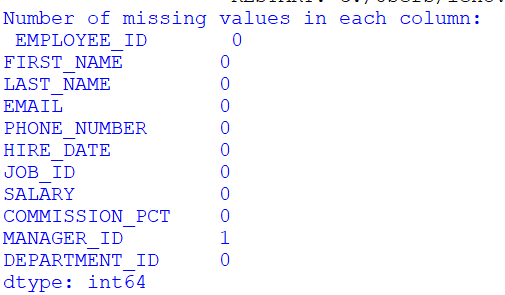 Number of missing values in each column:
 EMPLOYEE_ID       0
FIRST_NAME        0
LAST_NAME         0
EMAIL             0
PHONE_NUMBER      0
HIRE_DATE         0
JOB_ID            0
SALARY            0
COMMISSION_PCT    0
MANAGER_ID        1
DEPARTMENT_ID     0
dtype: int64